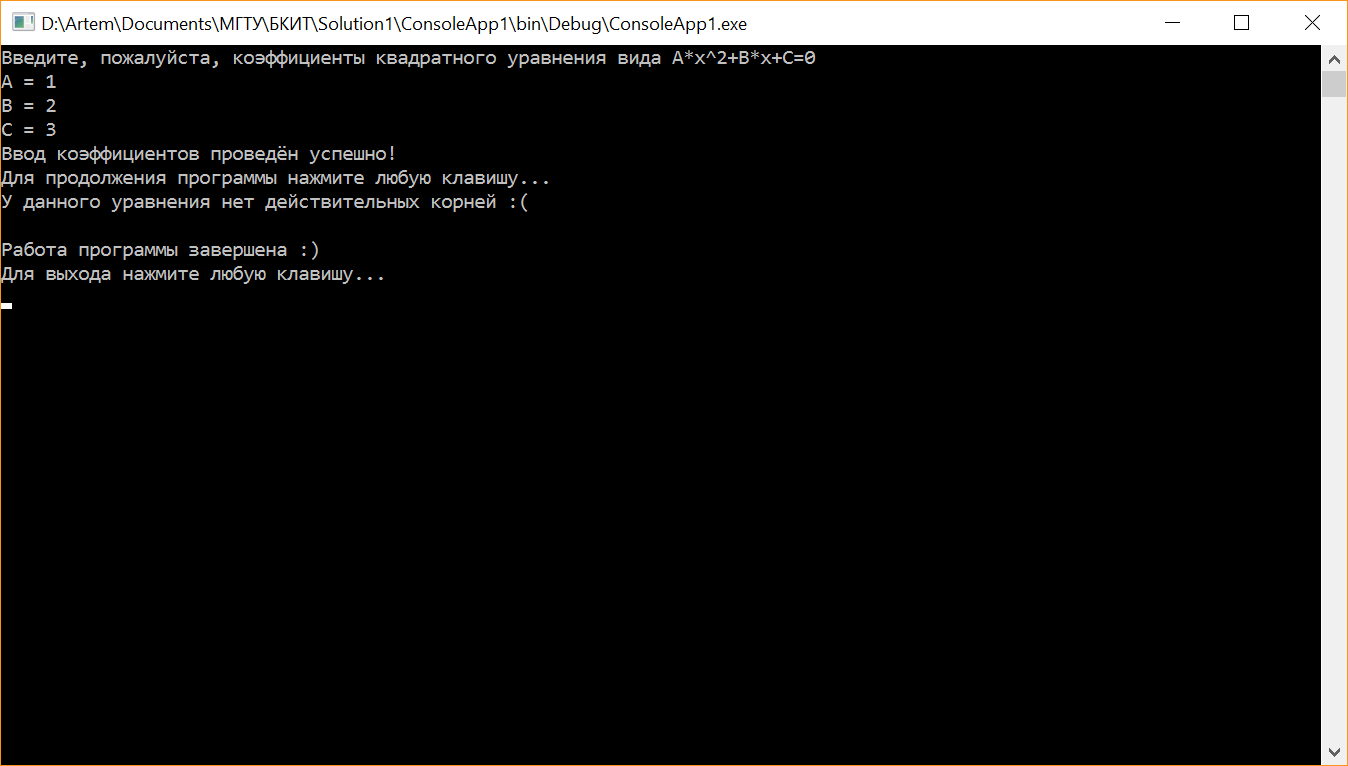 D:\Artem\Documents\МГТУ\БКИТ\Solution1\ConsoleApp1\bin\Debug\ConsoleApp1.exe
Введите, пожалуйста, коэффициенты квадратного уравнения вида A*x^2+B*x+C=0
A = 1
B = 2
C = 3
Ввод коэффициентов проведён успешно!
Для продолжения программы нажмите любую клавишу...
У данного уравнения нет действительных корней :(
Работа программы завершена :)
Для выхода нажмите любую клавишу...